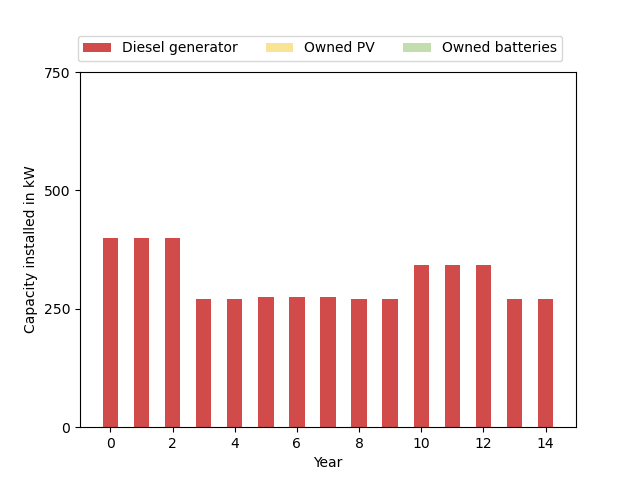 Diesel generator Owned PV Owned batteries
750
500
250
0
Capacity installed in kW
0 2 4 6 8 10 12 14
Year